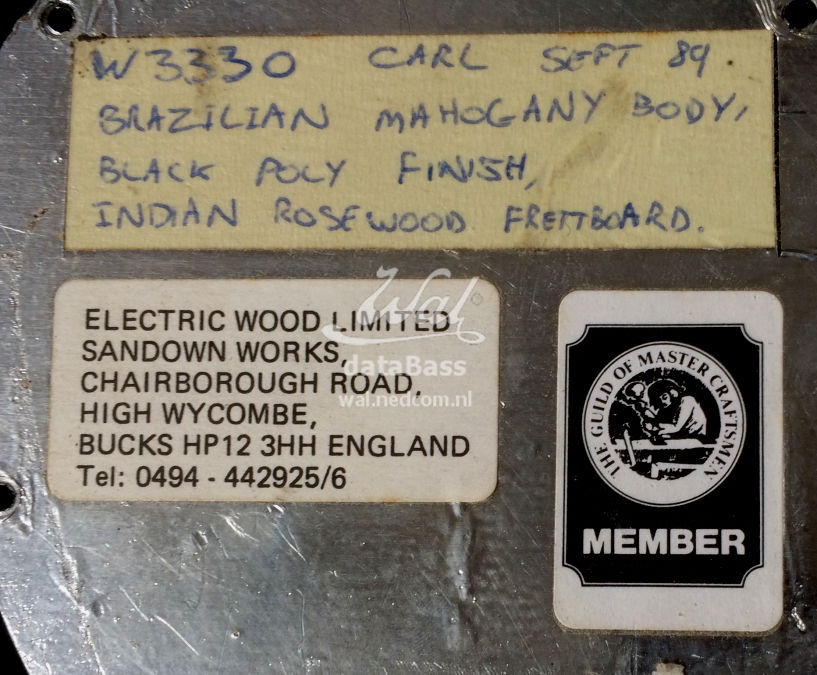 W3330 CARL SEPT 89.
BRAZILIAN MAHOGANY BODY,
BLACK POLY FINISH,
INDIAN ROSEWOOD FRETTBOARD.
ELECTRIC WOOD LIMITED
SANDOWN WORKS,
CHAIRBOROUGH ROAD,
HIGH WYCOMBE,
BUCKS HP12 3HH ENGLAND
Tel: 0494 - 442925/6
Wal
dataBass
wal.nedcom.nl
THE GUILD OF MASTER CRAFTSMEN
MEMBER